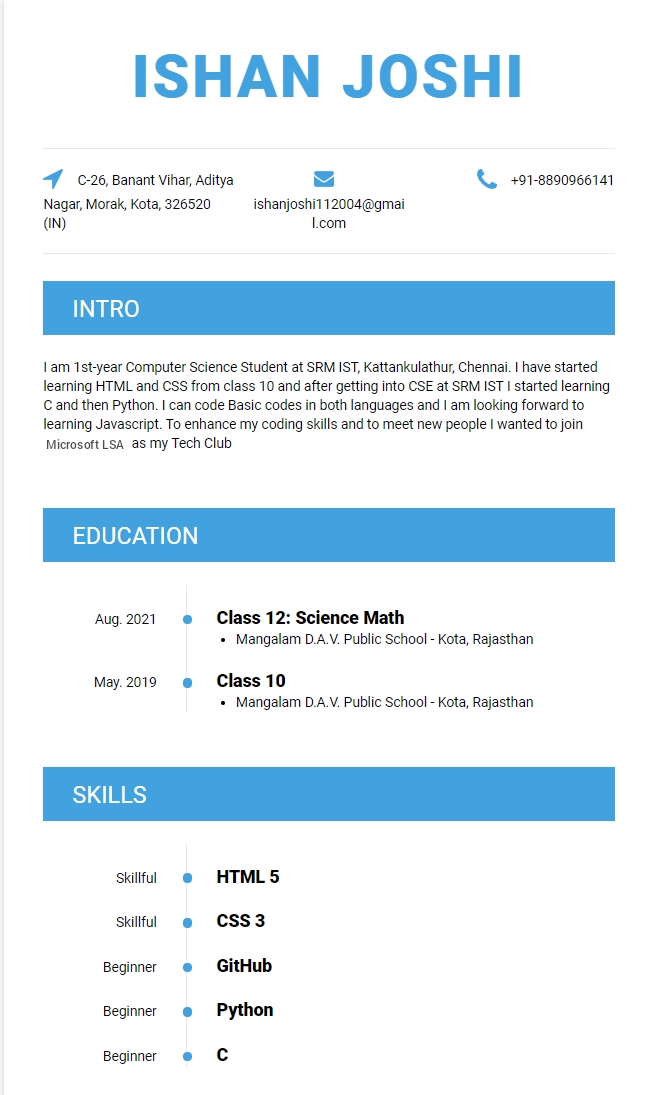 ISHAN JOSHI
C-26, Banant Vihar, Aditya
Nagar, Morak, Kota, 326520
(IN)
ishanjoshi112004@gmai
l.com
+91-8890966141
INTRO
I am 1st-year Computer Science Student at SRM IST, Kattankulathur, Chennai. I have started
learning HTML and CSS from class 10 and after getting into CSE at SRM IST I started learning
C and then Python. I can code Basic codes in both languages and I am looking forward to
learning Javascript. To enhance my coding skills and to meet new people I wanted to join
Microsoft LSA as my Tech Club
EDUCATION
Aug. 2021 Class 12: Science Math
• Mangalam D.A.V. Public School - Kota, Rajasthan
May. 2019 Class 10
• Mangalam D.A.V. Public School - Kota, Rajasthan
SKILLS
Skillful HTML 5
Skillful CSS 3
Beginner GitHub
Beginner Python
Beginner C